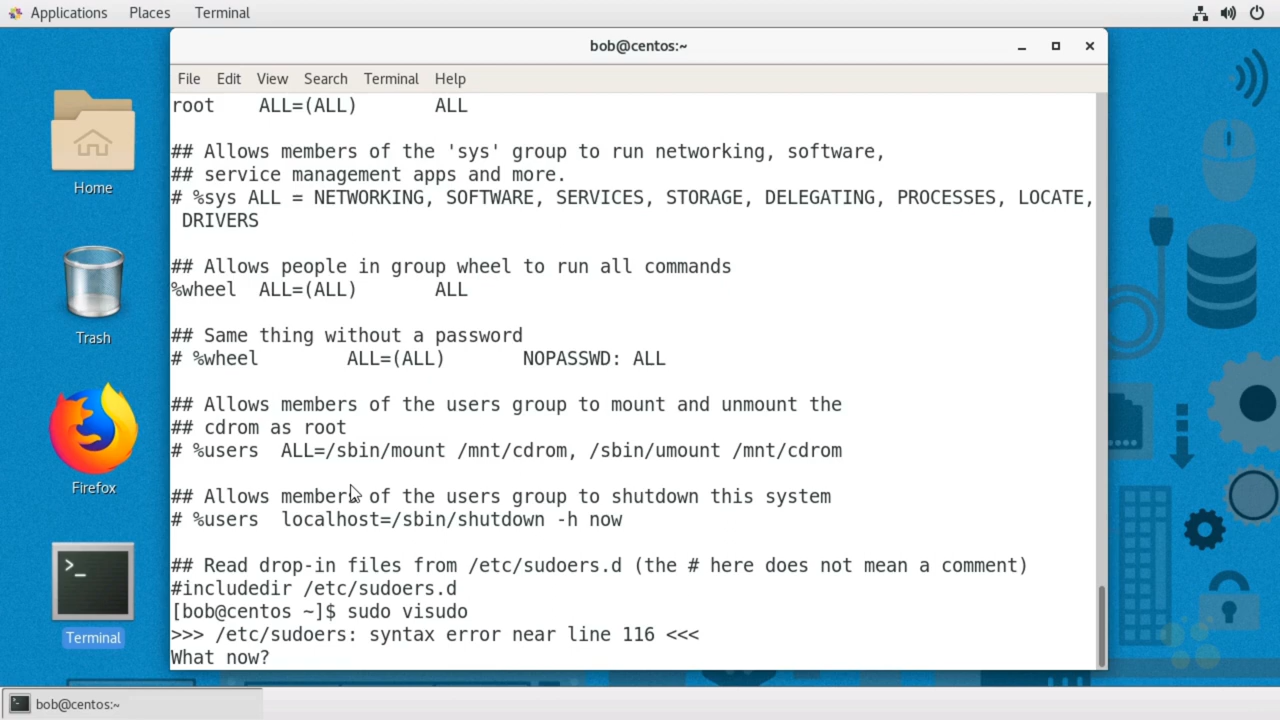 Applications Places Terminal
bob@centos:~
File Edit View Search Terminal Help
root    ALL=(ALL)       ALL
## Allows members of the 'sys' group to run networking, software,
## service management apps and more.
# %sys ALL = NETWORKING, SOFTWARE, SERVICES, STORAGE, DELEGATING, PROCESSES, LOCATE,
 DRIVERS
## Allows people in group wheel to run all commands
%wheel  ALL=(ALL)       ALL
## Same thing without a password
# %wheel        ALL=(ALL)       NOPASSWD: ALL
## Allows members of the users group to mount and unmount the
## cdrom as root
# %users  ALL=/sbin/mount /mnt/cdrom, /sbin/umount /mnt/cdrom
## Allows members of the users group to shutdown this system
# %users  localhost=/sbin/shutdown -h now
## Read drop-in files from /etc/sudoers.d (the # here does not mean a comment)
#includedir /etc/sudoers.d
[bob@centos ~]$ sudo visudo
>>> /etc/sudoers: syntax error near line 116 <<<
What now?
Home
Trash
Firefox
>_
Terminal
bob@centos:~